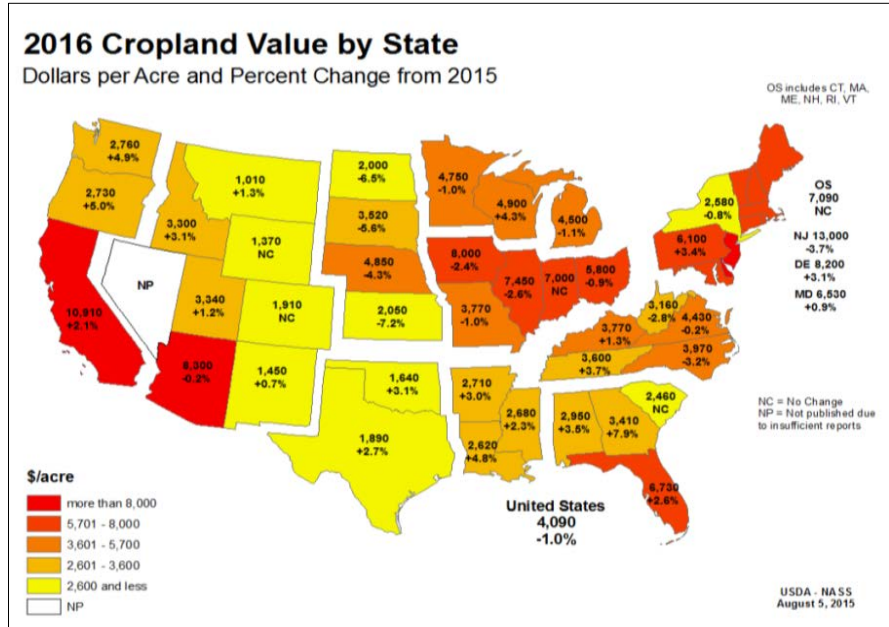 2016 Cropland Value by State
Dollars per Acre and Percent Change from 2015
OS includes CT, MA,
ME, NH, RI, VT
2,760
+4.9%
2,730
+5.0%
10,910
+2.1%
NP
3,300
+3.1%
1,010
+1.3%
1,370
NC
3,340
+1.2%
1,910
NC
8,300
-0.2%
1,450
+0.7%
2,000
-6.5%
3,520
-5.6%
4,850
-4.3%
2,050
-7.2%
1,640
+3.1%
1,890
+2.7%
4,750
-1.0%
4,900
+4.3%
4,500
-1.1%
8,000
-2.4%
7,450
-2.6%
7,000
NC
5,800
-0.9%
3,770
-1.0%
2,710
+3.0%
2,620
+4.8%
2,680
+2.3%
2,950
+3.5%
3,410
+7.9%
3,770
+1.3%
3,600
+3.7%
3,160
-2.8%
4,430
-0.2%
3,970
-3.2%
2,460
NC
6,730
+2.6%
2,580
-0.8%
6,100
+3.4%
OS
7,090
NC
NJ 13,000
-3.7%
DE 8,200
+3.1%
MD 6,530
+0.9%
NC = No Change
NP = Not published due
to insufficient reports
United States
4,090
-1.0%
$/acre
more than 8,000
5,701 - 8,000
3,601 - 5,700
2,601 - 3,600
2,600 and less
NP
USDA - NASS
August 5, 2015